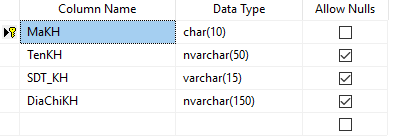 Column Name Data Type Allow Nulls
MaKH char(10)
TenKH nvarchar(50)
SDT_KH varchar(15)
DiaChiKH nvarchar(150)